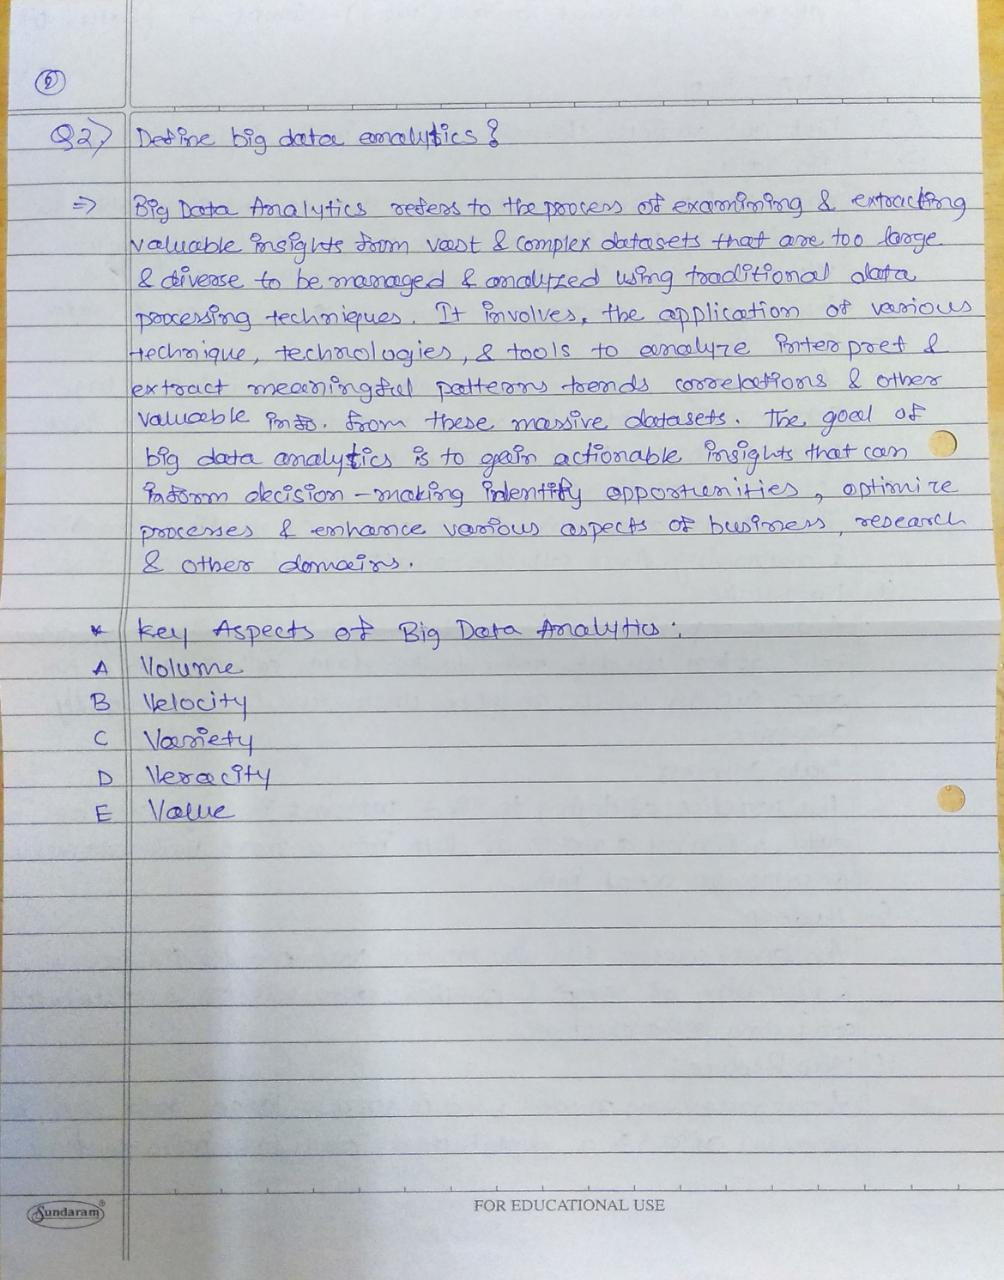 6
Q2) Define big data analytics?
⇒ Big Data Analytics refers to the process of examining & extracting
valuable insights from vast & complex datasets that are too large
& diverse to be managed & analyzed using traditional data
processing techniques. It involves, the application of various
technique, technologies, & tools to analyze interpret &
extract meaningful patterns trends correlations & other
valuable info. from these massive datasets. The goal of
big data analytics is to gain actionable insights that can
inform decision-making identify opportunities, optimize
processes & enhance various aspects of business, research
& other domains.
* Key Aspects of Big Data Analytics:
A Volume
B Velocity
C Variety
D Veracity
E Value
Sundaram®
FOR EDUCATIONAL USE